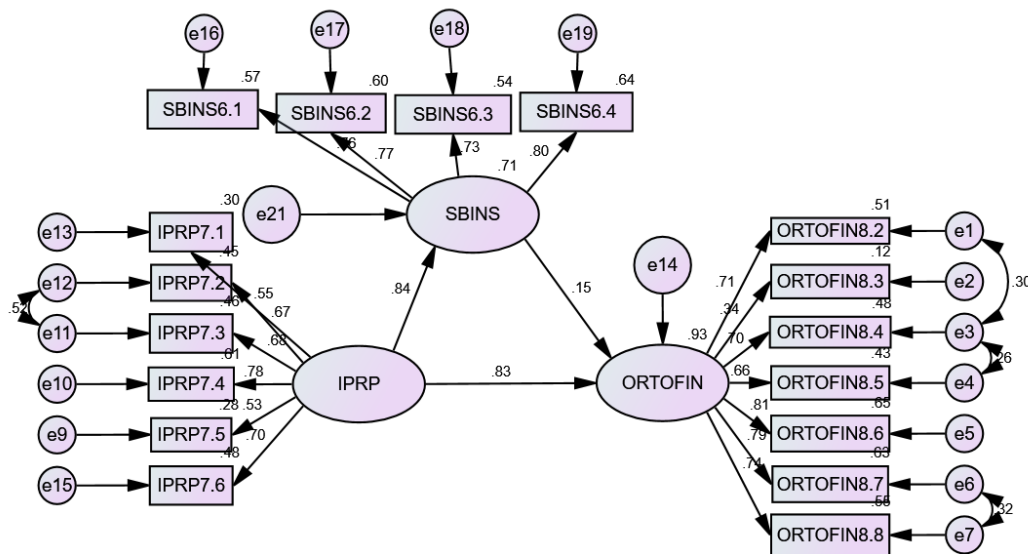 e16
e17
e18
e19
.57
.60
.54
.64
SBINS6.1
SBINS6.2
SBINS6.3
SBINS6.4
.76
.77
.73
.80
.71
SBINS
e21
.30
e13
IPRP7.1
.45
e12
IPRP7.2
.52
.46
e11
IPRP7.3
.61
e10
IPRP7.4
.28
e9
IPRP7.5
.48
e15
IPRP7.6
.55
.67
.68
.78
.53
.70
IPRP
.84
.83
.15
e14
.93
ORTOFIN
.71
.34
.70
.66
.81
.79
.74
.51
ORTOFIN8.2
e1
.12
ORTOFIN8.3
e2
.30
.48
ORTOFIN8.4
e3
.43
.26
ORTOFIN8.5
e4
.65
ORTOFIN8.6
e5
.63
ORTOFIN8.7
e6
.32
.55
ORTOFIN8.8
e7